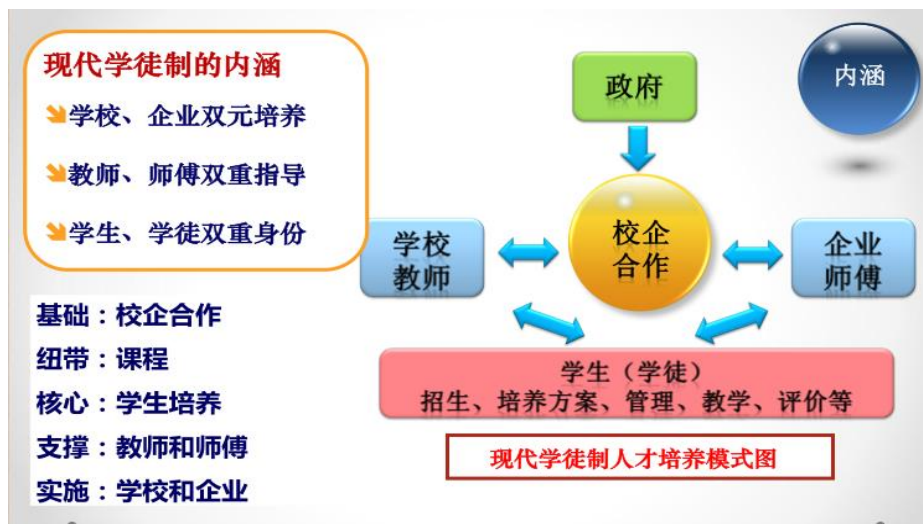 现代学徒制的内涵
学校、企业双元培养
教师、师傅双重指导
学生、学徒双重身份
基础：校企合作
纽带：课程
核心：学生培养
支撑：教师和师傅
实施：学校和企业
内涵
政府
校企
合作
学校
教师
企业
师傅
学生（学徒）
招生、培养方案、管理、教学、评价等
现代学徒制人才培养模式图